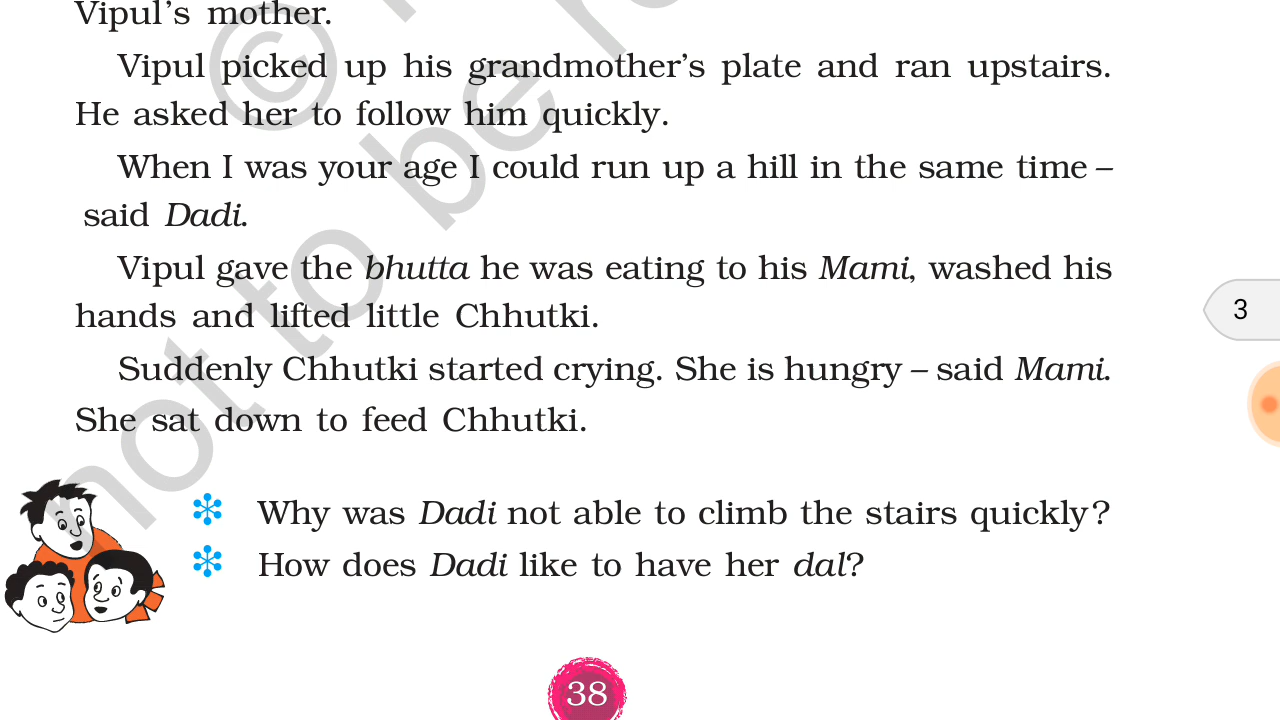 Vipul's mother.
Vipul picked up his grandmother's plate and ran upstairs.
He asked her to follow him quickly.
When I was your age I could run up a hill in the same time –
said Dadi.
Vipul gave the bhutta he was eating to his Mami, washed his
hands and lifted little Chhutki.
Suddenly Chhutki started crying. She is hungry – said Mami.
She sat down to feed Chhutki.
Why was Dadi not able to climb the stairs quickly?
How does Dadi like to have her dal?
38
3
©
not to be